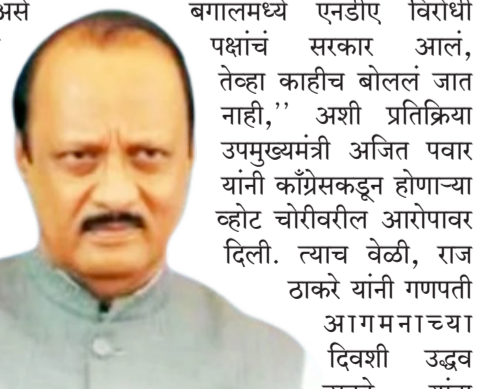 असे बंगालमध्ये एनडीए विरोधी
पक्षांचं सरकार आलं,
तेव्हा काहीच बोललं जात
नाही,'' अशी प्रतिक्रिया
उपमुख्यमंत्री अजित पवार
यांनी काँग्रेसकडून होणाऱ्या
व्होट चोरीवरील आरोपावर
दिली. त्याच वेळी, राज
ठाकरे यांनी गणपती
आगमनाच्या
दिवशी उद्धव